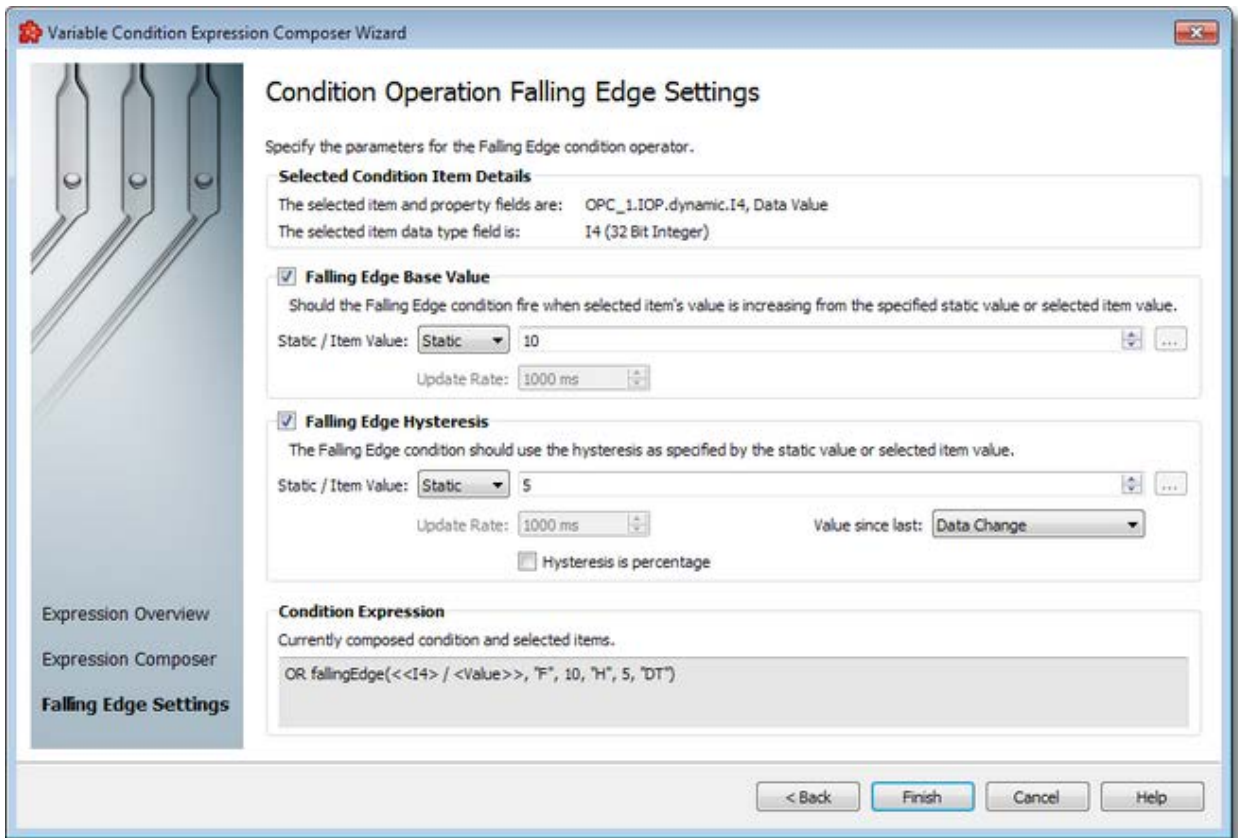 Variable Condition Expression Composer Wizard
Condition Operation Falling Edge Settings
Specify the parameters for the Falling Edge condition operator.
Selected Condition Item Details
The selected item and property fields are: OPC_1.IOP.dynamic.I4, Data Value
The selected item data type field is: I4 (32 Bit Integer)
Falling Edge Base Value
Should the Falling Edge condition fire when selected item's value is increasing from the specified static value or selected item value.
Static / Item Value: Static 10 ...
Update Rate: 1000 ms
Falling Edge Hysteresis
The Falling Edge condition should use the hysteresis as specified by the static value or selected item value.
Static / Item Value: Static 5 ...
Update Rate: 1000 ms Value since last: Data Change
Hysteresis is percentage
Expression Overview
Expression Composer
Falling Edge Settings
Condition Expression
Currently composed condition and selected items.
OR fallingEdge(<<I4> / <Value>>, "F", 10, "H", 5, "DT")
< Back Finish Cancel Help